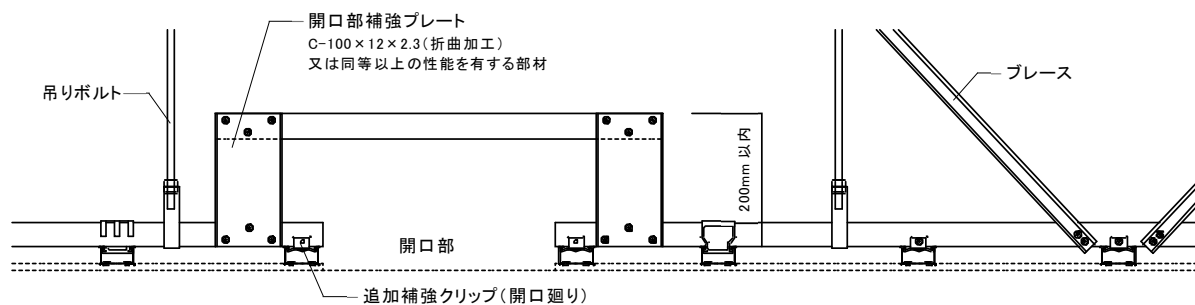 開口部補強プレート
C-100×12×2.3(折曲加工)
又は同等以上の性能を有する部材
吊りボルト
ブレース
200mm 以内
開口部
追加補強クリップ(開口廻り)